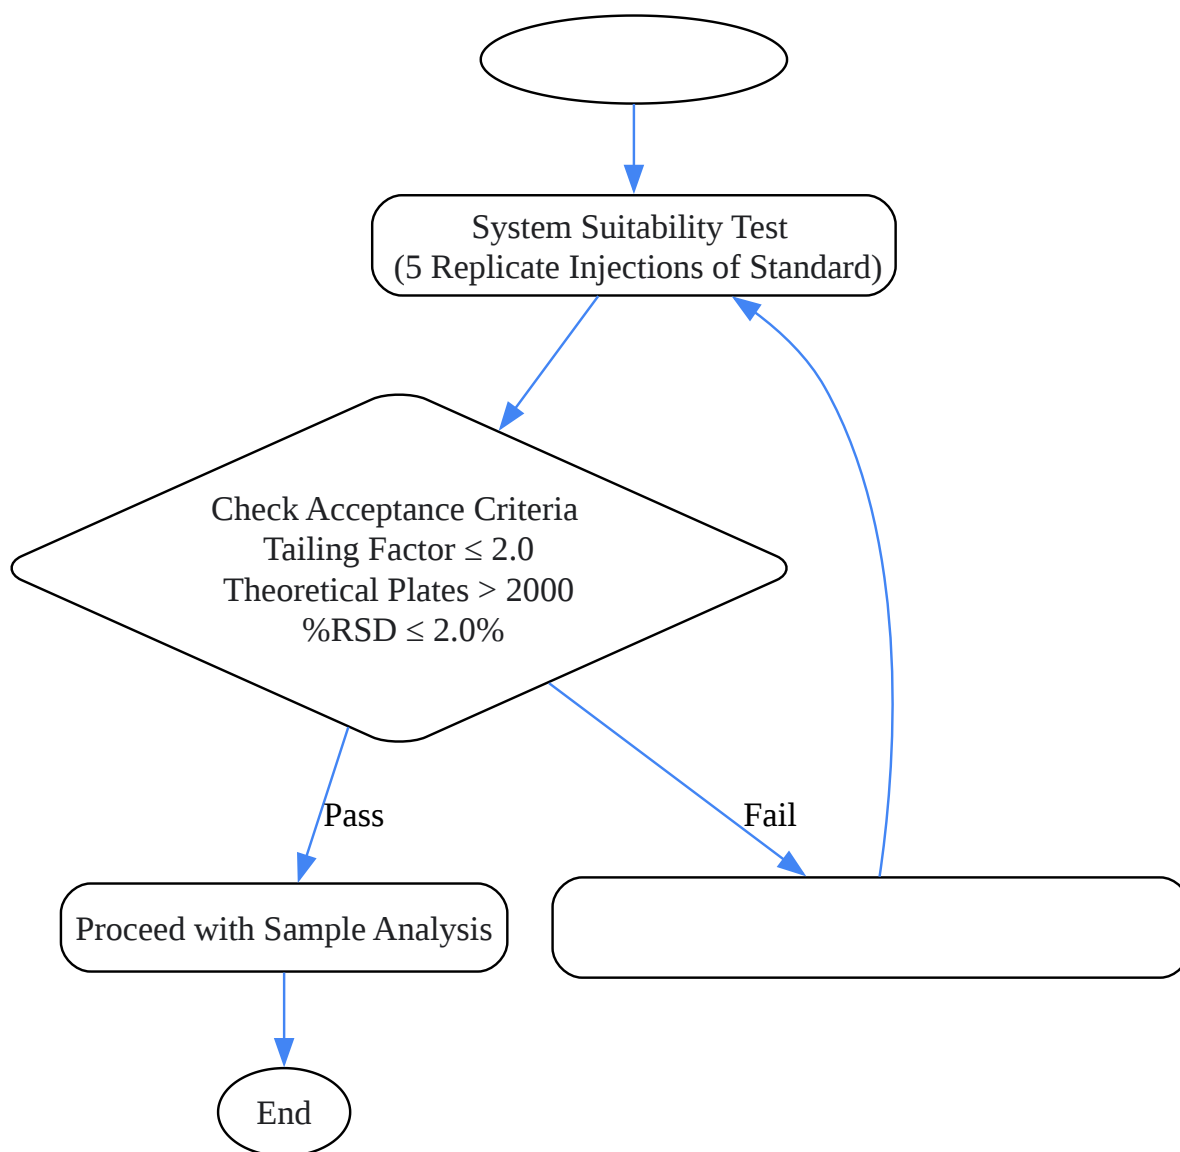 System Suitability Test
(5 Replicate Injections of Standard)
Check Acceptance Criteria
Tailing Factor ≤ 2.0
Theoretical Plates > 2000
%RSD ≤ 2.0%
Pass
Fail
Proceed with Sample Analysis
End